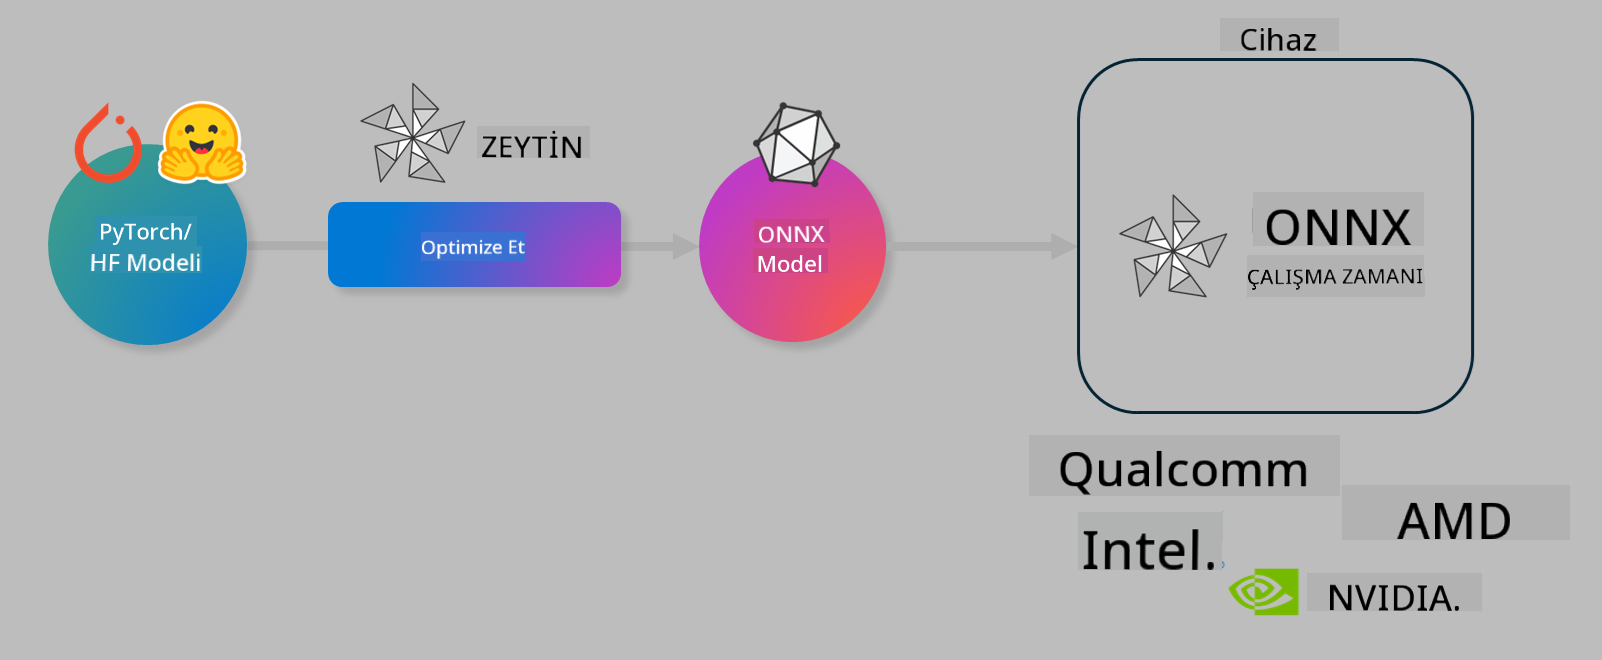 Cihaz
ZEYTİN
PyTorch/
HF Modeli
Optimize Et
ONNX
Model
ONNX
ÇALIŞMA ZAMANI
Qualcomm
AMD
Intel.
NVIDIA.